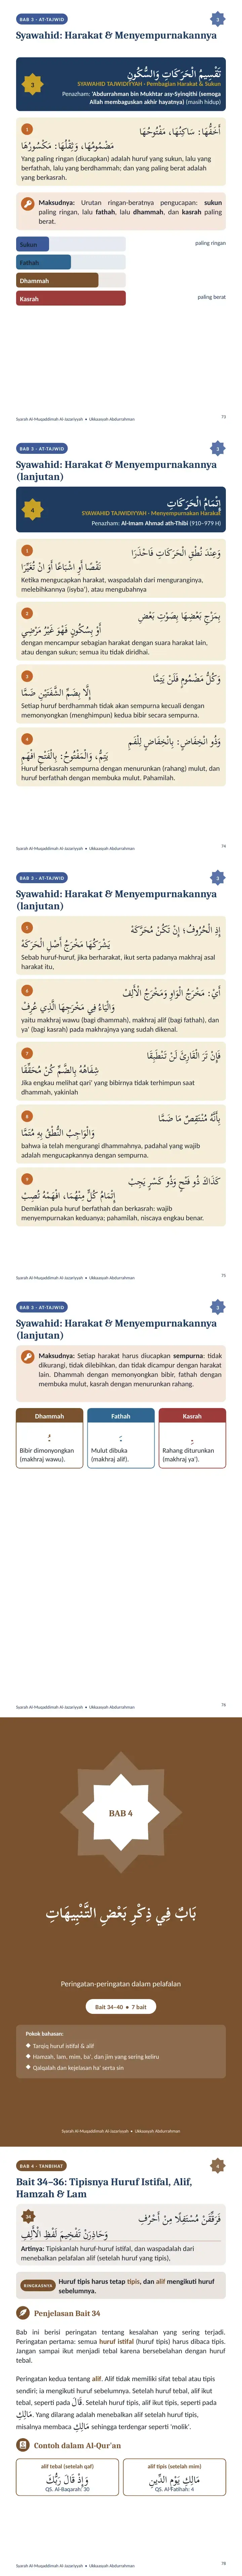 BAB 3 · AT-TAJWID
3
Syawahid: Harakat & Menyempurnakannya
3
تَقْسِيمُ الْحَرَكَاتِ وَالسُّكُونِ
SYAWAHID TAJWIDIYYAH · Pembagian Harakat & Sukun
Penazham: 'Abdurrahman bin Mukhtar asy-Syinqithi (semoga
Allah membaguskan akhir hayatnya) (masih hidup)
1
أَخَفُّهَا: سَاكِنُهَا، مَفْتُوحُهَا
مَضْمُومُهَا، وَثِقْلُهَا: مَكْسُورُهَا
Yang paling ringan (diucapkan) adalah huruf yang sukun, lalu yang
berfathah, lalu yang berdhammah; dan yang paling berat adalah
yang berkasrah.
Maksudnya: Urutan ringan-beratnya pengucapan: sukun
paling ringan, lalu fathah, lalu dhammah, dan kasrah paling
berat.
Sukun
paling ringan
Fathah
Dhammah
Kasrah
paling berat
Syarah Al-Muqaddimah Al-Jazariyyah • Ukkaasyah Abdurrahman
73
BAB 3 · AT-TAJWID
3
Syawahid: Harakat & Menyempurnakannya
(lanjutan)
4
إِتْمَامُ الْحَرَكَاتِ
SYAWAHID TAJWIDIYYAH · Menyempurnakan Harakat
Penazham: Al-Imam Ahmad ath-Thibi (910–979 H)
1
وَعِنْدَ نُطْقِ الْحَرَكَاتِ فَاحْذَرَا
نَقْصًا أَوِ اشْبَاعًا أَوَ انْ تُغَيِّرَا
Ketika mengucapkan harakat, waspadalah dari menguranginya,
melebihkannya (isyba'), atau mengubahnya
2
بِمَزْجِ بَعْضِهَا بِصَوْتِ بَعْضِ
أَوْ بِسُكُونٍ فَهْوَ غَيْرُ مَرْضِي
dengan mencampur sebagian harakat dengan suara harakat lain,
atau dengan sukun; semua itu tidak diridhai.
3
وَكُلُّ مَضْمُومٍ فَلَنْ يَتِمَّا
إِلَّا بِضَمِّ الشَّفَتَيْنِ ضَمَّا
Setiap huruf berdhammah tidak akan sempurna kecuali dengan
memonyongkan (menghimpun) kedua bibir secara sempurna.
4
وَذُو انْخِفَاضٍ: بِانْخِفَاضٍ لِلْفَمِ
يَتِمُّ، وَالْمَفْتُوحُ: بِالْفَتْحِ افْهَمِ
Huruf berkasrah sempurna dengan menurunkan (rahang) mulut, dan
huruf berfathah dengan membuka mulut. Pahamilah.
Syarah Al-Muqaddimah Al-Jazariyyah • Ukkaasyah Abdurrahman
74
BAB 3 · AT-TAJWID
3
Syawahid: Harakat & Menyempurnakannya
(lanjutan)
5
إِذِ الْحُرُوفُ؛ إِنْ تَكُنْ مُحَرَّكَهْ
يَشْرَكُهَا مَخْرَجُ أَصْلِ الْحَرَكَهْ
Sebab huruf-huruf, jika berharakat, ikut serta padanya makhraj asal
harakat itu,
6
أَيْ: مَخْرَجُ الْوَاوِ وَمَخْرَجُ الْأَلِفْ
وَالْيَاءُ فِي مَخْرَجِهَا الَّذِي عُرِفْ
yaitu makhraj wawu (bagi dhammah), makhraj alif (bagi fathah), dan
ya' (bagi kasrah) pada makhrajnya yang sudah dikenal.
7
فَإِنْ تَرَ الْقَارِئَ لَنْ تَنْطَبِقَا
شِفَاهُهُ بِالضَّمِّ كُنْ مُحَقِّقَا
Jika engkau melihat qari' yang bibirnya tidak terhimpun saat
dhammah, yakinlah
8
بِأَنَّهُ مُنْتَقِصٌ مَا ضَمَّا
وَالْوَاجِبُ النُّطْقُ بِهِ مُتَمَّا
bahwa ia telah mengurangi dhammahnya, padahal yang wajib
adalah mengucapkannya dengan sempurna.
9
كَذَاكَ ذُو فَتْحٍ وَذُو كَسْرٍ يَجِبْ
إِتْمَامُ كُلٍّ مِنْهُمَا، افْهَمْهُ تُصِبْ
Demikian pula huruf berfathah dan berkasrah: wajib
menyempurnakan keduanya; pahamilah, niscaya engkau benar.
Syarah Al-Muqaddimah Al-Jazariyyah • Ukkaasyah Abdurrahman
75
BAB 3 · AT-TAJWID
3
Syawahid: Harakat & Menyempurnakannya
(lanjutan)
Maksudnya: Setiap harakat harus diucapkan sempurna: tidak
dikurangi, tidak dilebihkan, dan tidak dicampur dengan harakat
lain. Dhammah dengan memonyongkan bibir, fathah dengan
membuka mulut, kasrah dengan menurunkan rahang.
Dhammah
Fathah
Kasrah
ـُ
ـَ
ـِ
Bibir dimonyongkan
(makhraj wawu).
Mulut dibuka
(makhraj alif).
Rahang diturunkan
(makhraj ya').
Syarah Al-Muqaddimah Al-Jazariyyah • Ukkaasyah Abdurrahman
76
BAB 4
بَابٌ فِي ذِكْرِ بَعْضِ التَّنْبِيهَاتِ
Peringatan-peringatan dalam pelafalan
Bait 34–40 • 7 bait
Pokok bahasan:
◆ Tarqiq huruf istifal & alif
◆ Hamzah, lam, mim, ba', dan jim yang sering keliru
◆ Qalqalah dan kejelasan ha' serta sin
Syarah Al-Muqaddimah Al-Jazariyyah • Ukkaasyah Abdurrahman
BAB 4 · TANBIHAT
4
Bait 34–36: Tipisnya Huruf Istifal, Alif,
Hamzah & Lam
34
فَرَقِّقَنْ مُسْتَفِلًا مِنْ أَحْرُفِ
وَحَاذِرَنْ تَفْخِيمَ لَفْظِ الْأَلِفِ
Artinya: Tipiskanlah huruf-huruf istifal, dan waspadalah dari
menebalkan pelafalan alif (setelah huruf yang tipis),
RINGKASNYA
Huruf tipis harus tetap tipis, dan alif mengikuti huruf
sebelumnya.
Penjelasan Bait 34
Bab ini berisi peringatan tentang kesalahan yang sering terjadi.
Peringatan pertama: semua huruf istifal (huruf tipis) harus dibaca tipis.
Jangan sampai ikut menjadi tebal karena bersebelahan dengan huruf
tebal.
Peringatan kedua tentang alif. Alif tidak memiliki sifat tebal atau tipis
sendiri; ia mengikuti huruf sebelumnya. Setelah huruf tebal, alif ikut
tebal, seperti pada قَالَ. Setelah huruf tipis, alif ikut tipis, seperti pada
مَالِكِ. Yang dilarang adalah menebalkan alif setelah huruf tipis,
misalnya membaca مَالِكِ sehingga terdengar seperti 'molik'.
Contoh dalam Al-Qur'an
alif tebal (setelah qaf)
وَإِذْ قَالَ رَبُّكَ
QS. Al-Baqarah: 30
alif tipis (setelah mim)
مَالِكِ يَوْمِ الدِّينِ
QS. Al-Fatihah: 4
Syarah Al-Muqaddimah Al-Jazariyyah • Ukkaasyah Abdurrahman
78